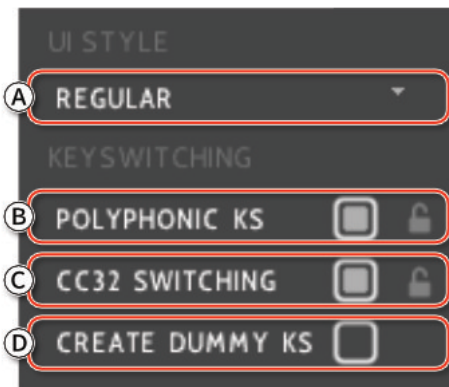 UI STYLE
A REGULAR
KEYSWITCHING
B POLYPHONIC KS
C CC32 SWITCHING
D CREATE DUMMY KS